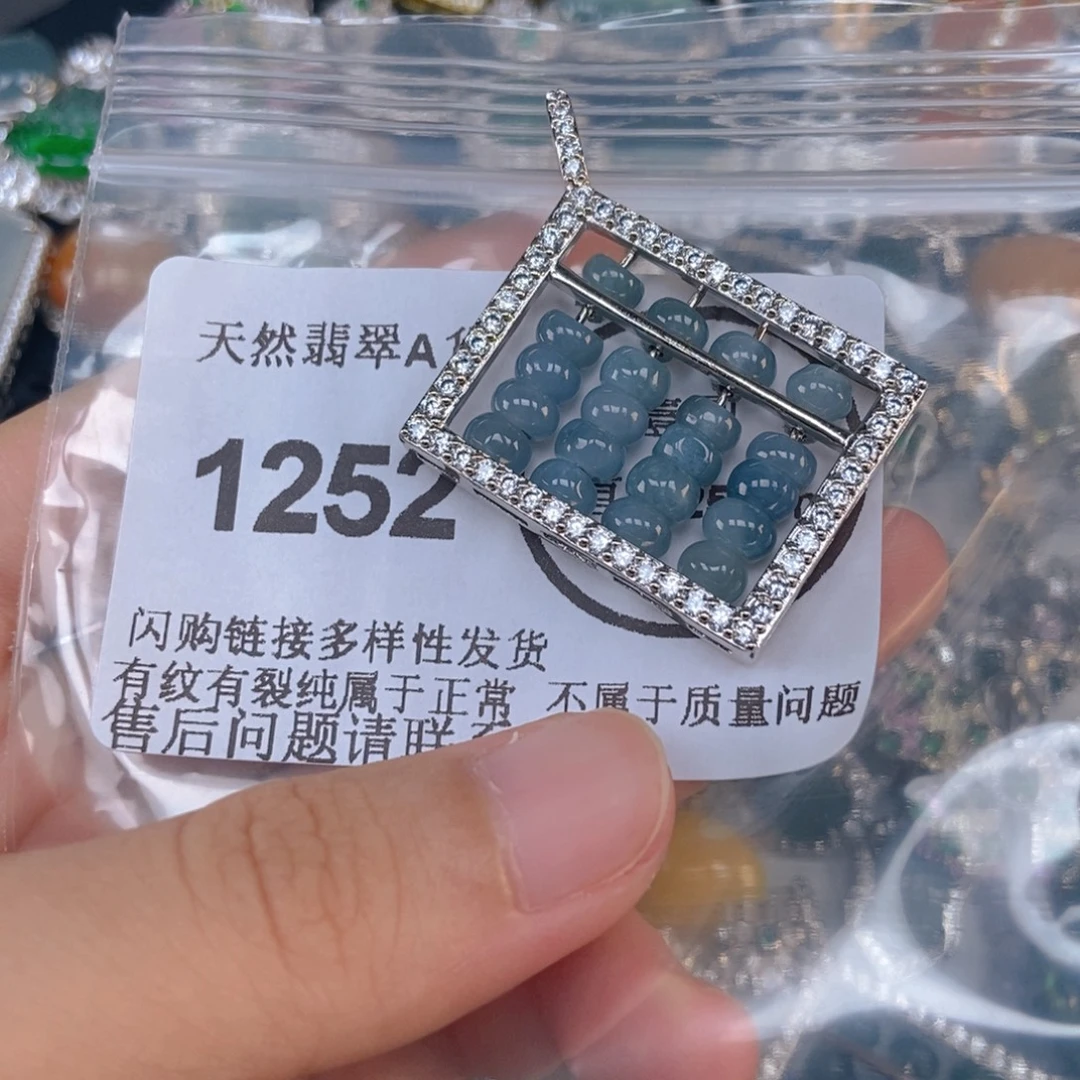 天然翡翠A
1252
闪购链接多样性发货
有纹有裂纯属于正常 不属于质量问题
售后问题请联